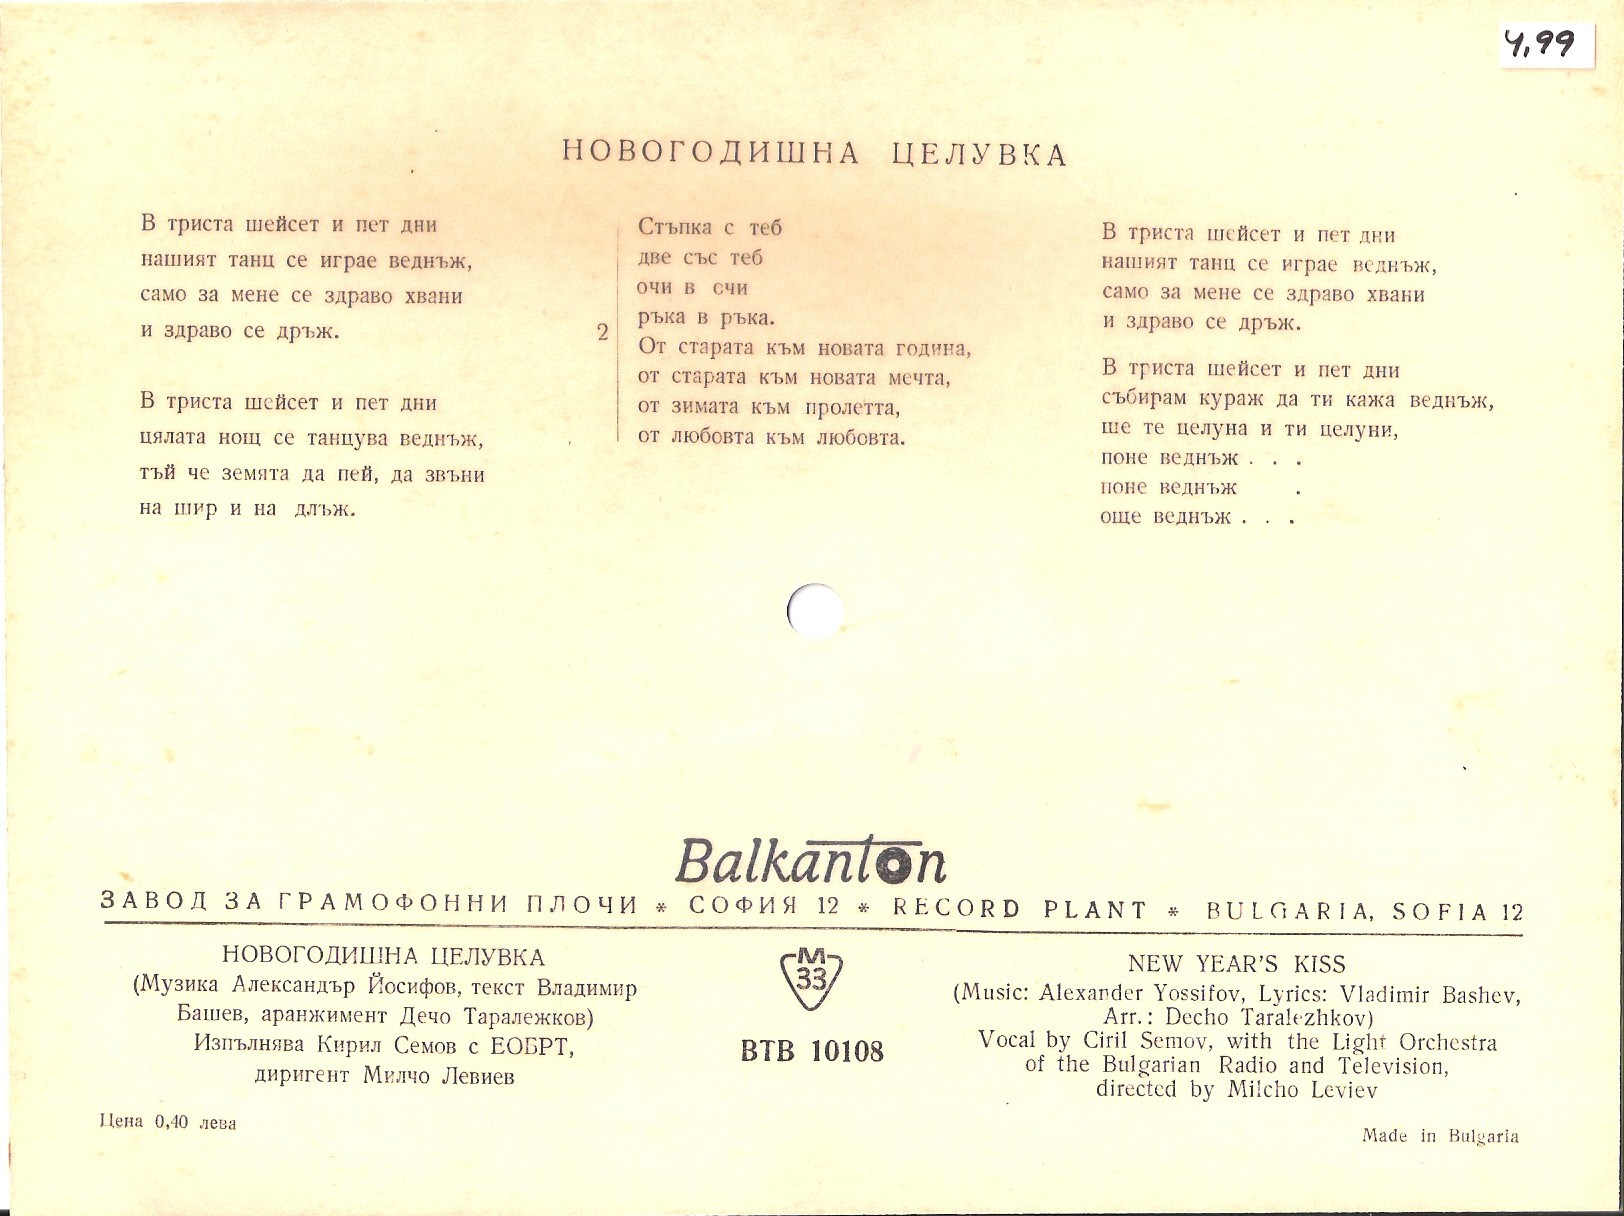 4,99
НОВОГОДИШНА ЦЕЛУВКА
В триста шейсет и пет дни
нашият танц се играе веднъж,
само за мене се здраво хвани
и здраво се дръж.
В триста шейсет и пет дни
цялата нощ се танцува веднъж,
тъй че земята да пей, да звъни
на шир и на длъж.
2
Стъпка с теб
две със теб
очи в очи
ръка в ръка.
От старата към новата година,
от старата към новата мечта,
от зимата към пролетта,
от любовта към любовта.
В триста шейсет и пет дни
нашият танц се играе веднъж,
само за мене се здраво хвани
и здраво се дръж.
В триста шейсет и пет дни
събирам кураж да ти кажа веднъж,
ше те целуна и ти целуни,
поне веднъж . . .
поне веднъж .
още веднъж . . .
Balkanton
ЗАВОД ЗА ГРАМОФОННИ ПЛОЧИ * СОФИЯ 12 * RECORD PLANT * BULGARIA, SOFIA 12
НОВОГОДИШНА ЦЕЛУВКА
(Музика Александър Йосифов, текст Владимир
Башев, аранжимент Дечо Таралежков)
Изпълнява Кирил Семов с ЕОБРТ,
диригент Милчо Левиев
М
33
ВТВ 10108
NEW YEAR'S KISS
(Music: Alexander Yossifov, Lyrics: Vladimir Bashev,
Arr.: Decho Taralezhkov)
Vocal by Ciril Semov, with the Light Orchestra
of the Bulgarian Radio and Television,
directed by Milcho Leviev
Цена 0,40 лева
Made in Bulgaria